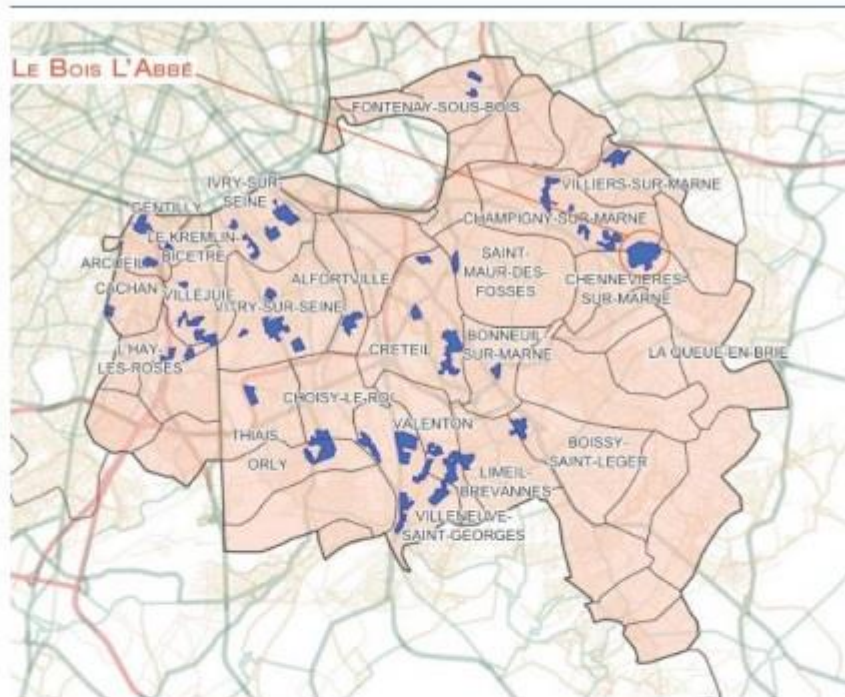 LE BOIS L'ABBÉ
FONTENAY-SOUS-BOIS
IVRY-SUR-
SEINE
VILLIERS-SUR-MARNE
GENTILLY
CHAMPIGNY-SUR-MARNE
LE KREMLIN-
BICETRE
ARCUEIL
SAINT-
MAUR-DES-
FOSSES
ALFORTVILLE
CHENNEVIERES-
SUR-MARNE
CACHAN
VILLEJUIF
VITRY-SUR-SEINE
BONNEUIL-
SUR-MARNE
CRETEIL
LA QUEUE-EN-BRIE
L'HAY-
LES-ROSES
CHOISY-LE-ROI
VALENTON
THIAIS
BOISSY-
SAINT-LEGER
ORLY
LIMEIL-
BREVANNES
VILLENEUVE-
SAINT-GEORGES